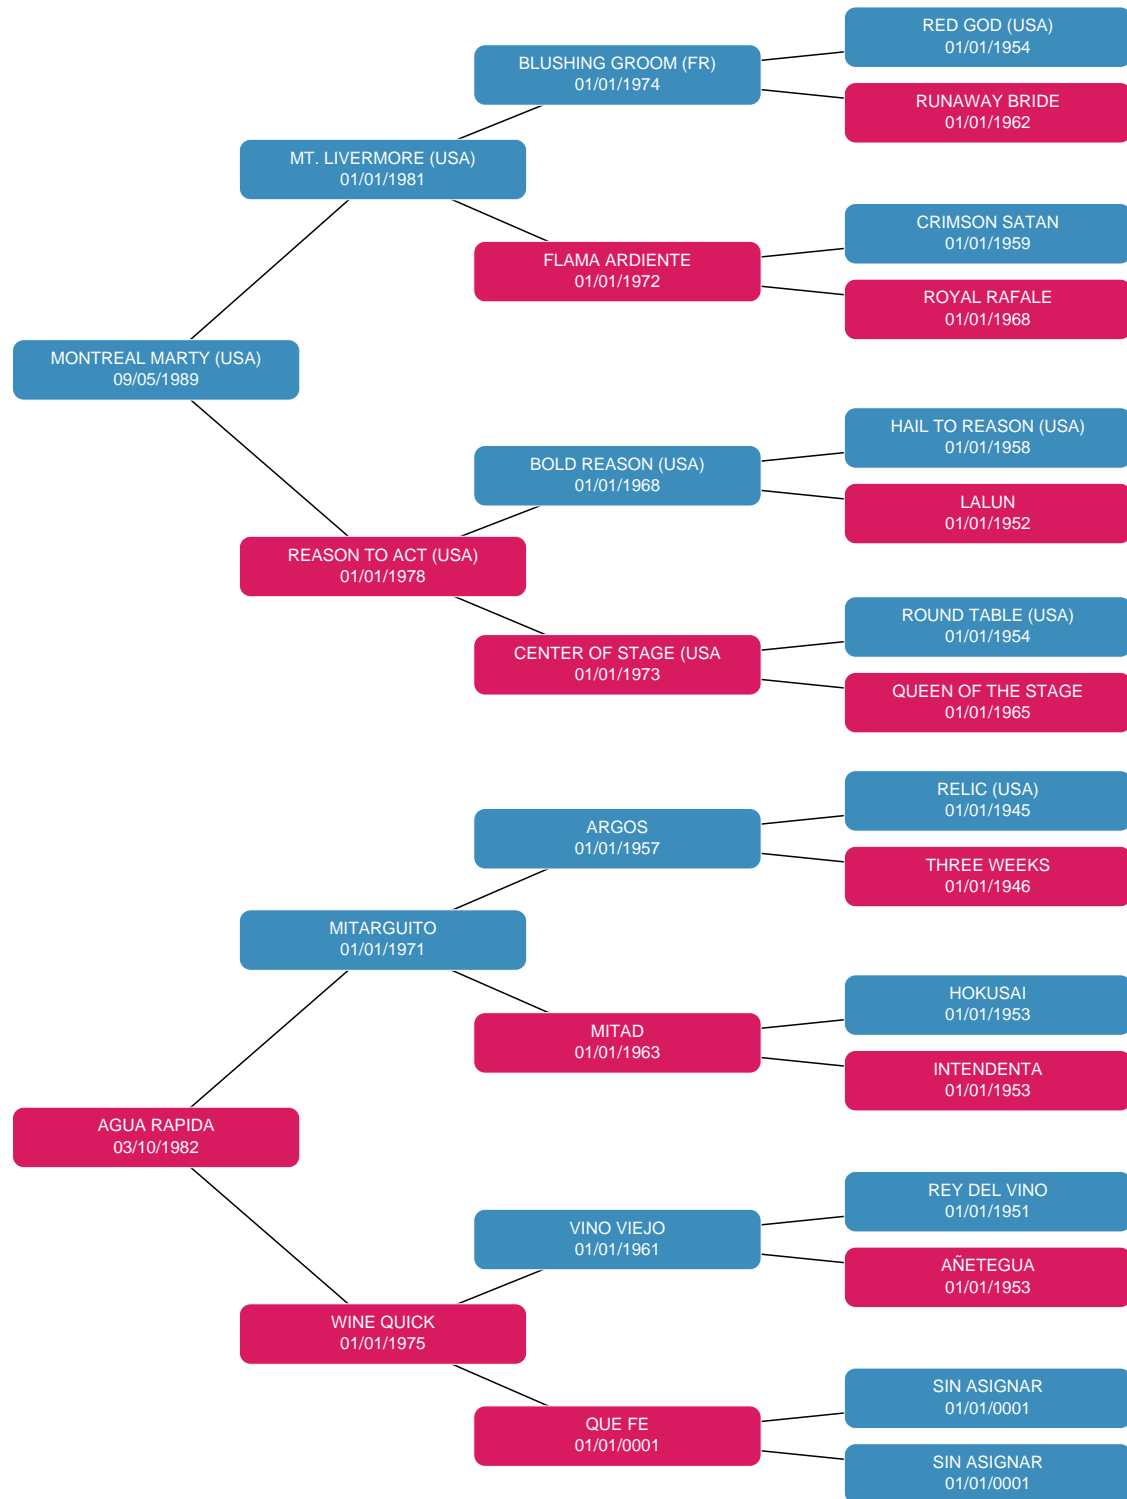 RED GOD (USA)
01/01/1954
BLUSHING GROOM (FR)
01/01/1974
RUNAWAY BRIDE
01/01/1962
MT. LIVERMORE (USA)
01/01/1981
CRIMSON SATAN
01/01/1959
FLAMA ARDIENTE
01/01/1972
ROYAL RAFALE
01/01/1968
MONTREAL MARTY (USA)
09/05/1989
HAIL TO REASON (USA)
01/01/1958
BOLD REASON (USA)
01/01/1968
LALUN
01/01/1952
REASON TO ACT (USA)
01/01/1978
ROUND TABLE (USA)
01/01/1954
CENTER OF STAGE (USA
01/01/1973
QUEEN OF THE STAGE
01/01/1965
RELIC (USA)
01/01/1945
ARGOS
01/01/1957
THREE WEEKS
01/01/1946
MITARGUITO
01/01/1971
HOKUSAI
01/01/1953
MITAD
01/01/1963
INTENDENTA
01/01/1953
AGUA RAPIDA
03/10/1982
REY DEL VINO
01/01/1951
VINO VIEJO
01/01/1961
AÑETEGUA
01/01/1953
WINE QUICK
01/01/1975
SIN ASIGNAR
01/01/0001
QUE FE
01/01/0001
SIN ASIGNAR
01/01/0001